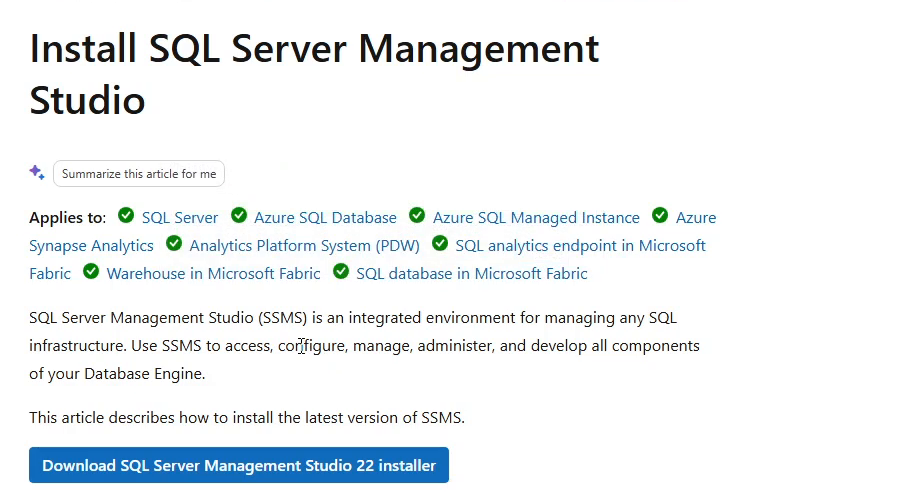 Install SQL Server Management
Studio
Summarize this article for me
Applies to: SQL Server Azure SQL Database Azure SQL Managed Instance Azure
Synapse Analytics Analytics Platform System (PDW) SQL analytics endpoint in Microsoft
Fabric Warehouse in Microsoft Fabric SQL database in Microsoft Fabric
SQL Server Management Studio (SSMS) is an integrated environment for managing any SQL
infrastructure. Use SSMS to access, configure, manage, administer, and develop all components
of your Database Engine.
This article describes how to install the latest version of SSMS.
Download SQL Server Management Studio 22 installer